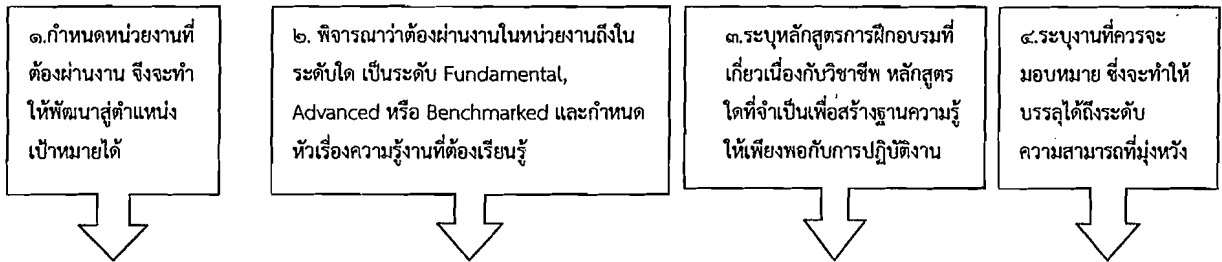 ๑.กำหนดหน่วยงานที่
ต้องผ่านงาน จึงจะทำ
ให้พัฒนาสู่ตำแหน่ง
เป้าหมายได้
๒. พิจารณาว่าต้องผ่านงานในหน่วยงานถึงใน
ระดับใด เป็นระดับ Fundamental,
Advanced หรือ Benchmarked และกำหนด
หัวเรื่องความรู้งานที่ต้องเรียนรู้
๓.ระบุหลักสูตรการฝึกอบรมที่
เกี่ยวเนื่องกับวิชาชีพ หลักสูตร
ใดที่จำเป็นเพื่อสร้างฐานความรู้
ให้เพียงพอกับการปฏิบัติงาน
๔.ระบุงานที่ควรจะ
มอบหมาย ซึ่งจะทำให้
บรรลุได้ถึงระดับ
ความสามารถที่มุ่งหวัง